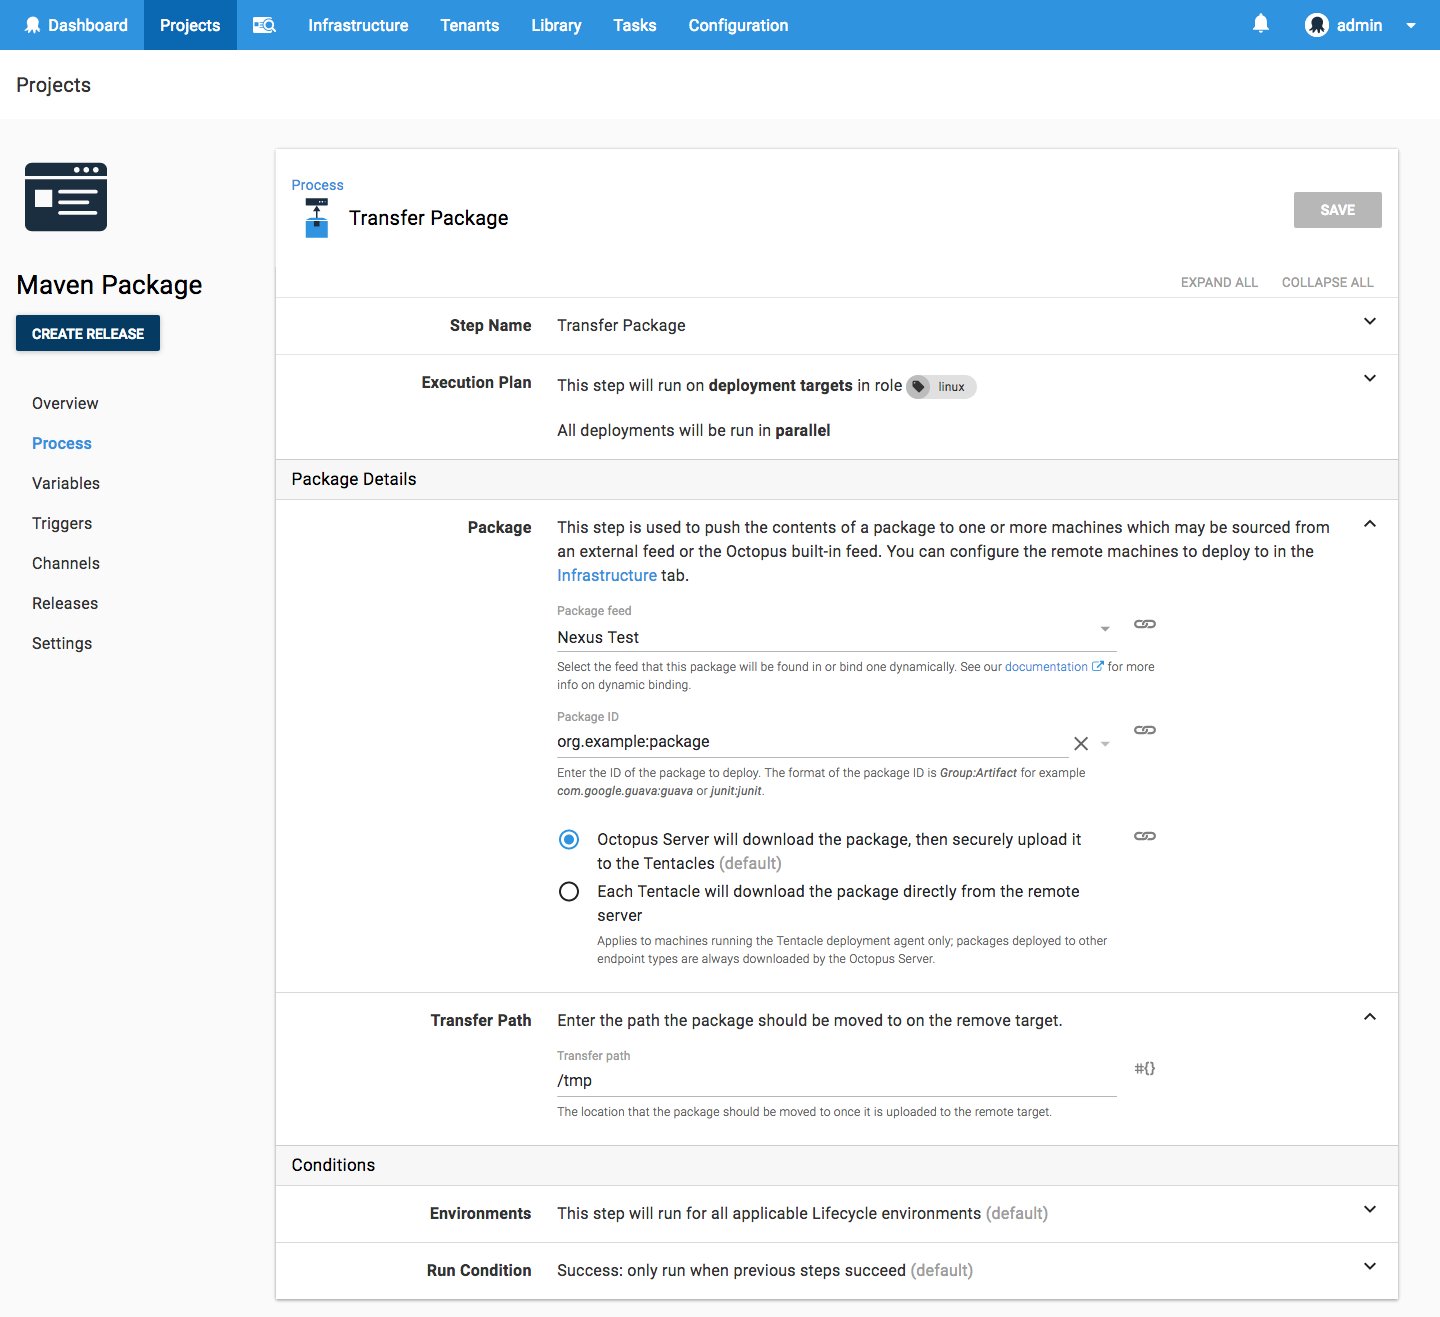 Dashboard Projects Infrastructure Tenants Library Tasks Configuration admin
Projects
Maven Package
CREATE RELEASE
Overview
Process
Variables
Triggers
Channels
Releases
Settings
Process
Transfer Package
SAVE
EXPAND ALL COLLAPSE ALL
Step Name Transfer Package
Execution Plan This step will run on deployment targets in role linux
All deployments will be run in parallel
Package Details
Package This step is used to push the contents of a package to one or more machines which may be sourced from
an external feed or the Octopus built-in feed. You can configure the remote machines to deploy to in the
Infrastructure tab.
Package feed
Nexus Test
Select the feed that this package will be found in or bind one dynamically. See our documentation for more
info on dynamic binding.
Package ID
org.example:package
Enter the ID of the package to deploy. The format of the package ID is Group:Artifact for example
com.google.guava:guava or junit:junit.
Octopus Server will download the package, then securely upload it
to the Tentacles (default)
Each Tentacle will download the package directly from the remote
server
Applies to machines running the Tentacle deployment agent only; packages deployed to other
endpoint types are always downloaded by the Octopus Server.
Transfer Path Enter the path the package should be moved to on the remove target.
Transfer path
/tmp #{}
The location that the package should be moved to once it is uploaded to the remote target.
Conditions
Environments This step will run for all applicable Lifecycle environments (default)
Run Condition Success: only run when previous steps succeed (default)